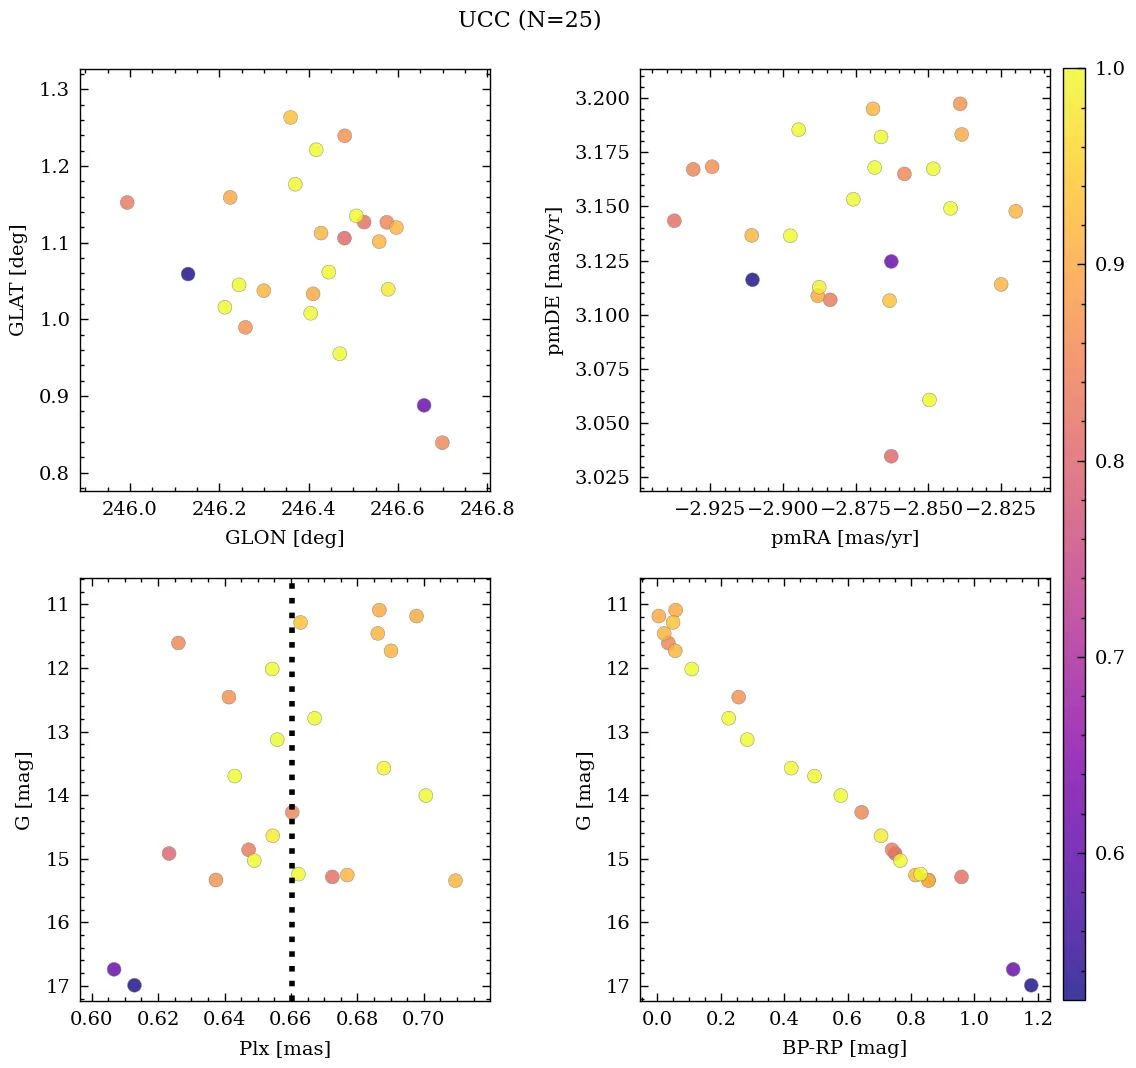 UCC (N=25)
1.3
1.2
1.1
1.0
0.9
0.8
GLAT [deg]
246.0 246.2 246.4 246.6 246.8
GLON [deg]
3.200
3.175
3.150
3.125
3.100
3.075
3.050
3.025
pmDE [mas/yr]
−2.925 −2.900 −2.875 −2.850 −2.825
pmRA [mas/yr]
11
12
13
14
15
16
17
G [mag]
0.60 0.62 0.64 0.66 0.68 0.70
Plx [mas]
11
12
13
14
15
16
17
G [mag]
0.0 0.2 0.4 0.6 0.8 1.0 1.2
BP-RP [mag]
1.0
0.9
0.8
0.7
0.6